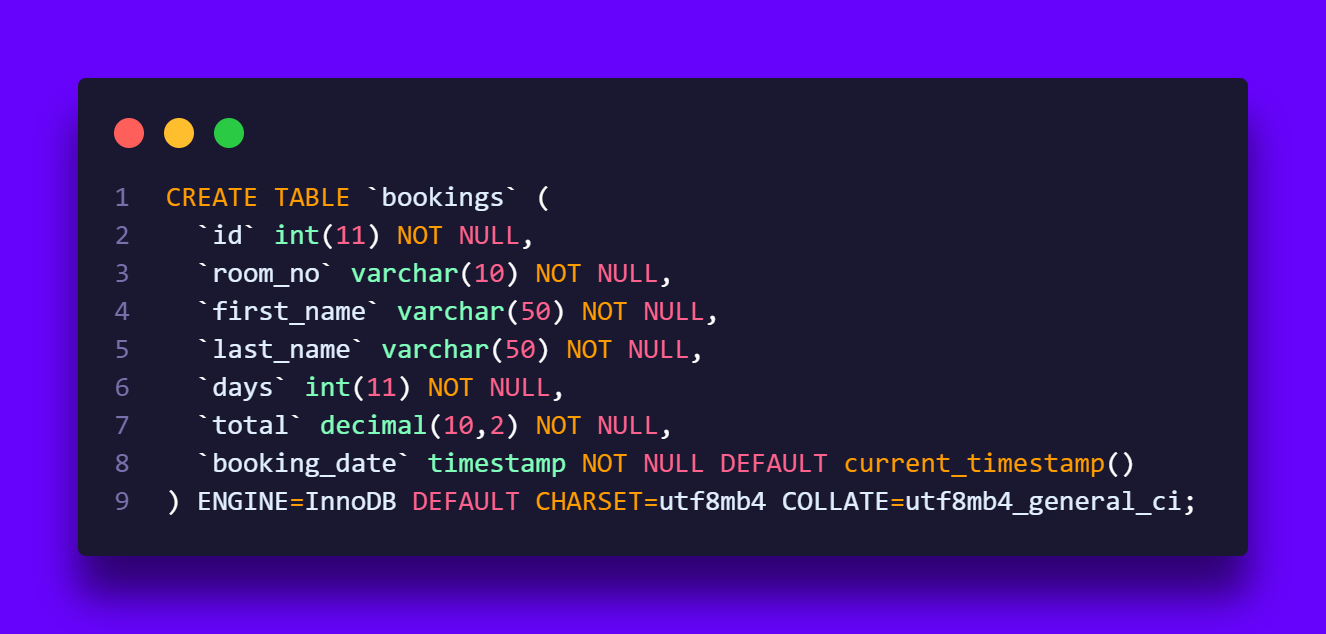 1 CREATE TABLE `bookings` (
2 `id` int(11) NOT NULL,
3 `room_no` varchar(10) NOT NULL,
4 `first_name` varchar(50) NOT NULL,
5 `last_name` varchar(50) NOT NULL,
6 `days` int(11) NOT NULL,
7 `total` decimal(10,2) NOT NULL,
8 `booking_date` timestamp NOT NULL DEFAULT current_timestamp()
9 ) ENGINE=InnoDB DEFAULT CHARSET=utf8mb4 COLLATE=utf8mb4_general_ci;